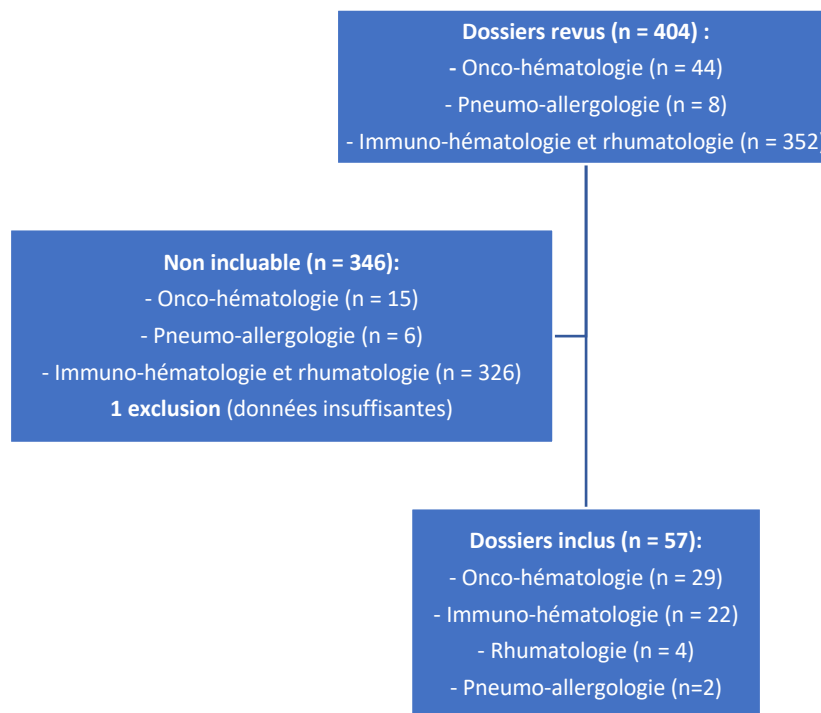 Dossiers revus (n = 404) :
- Onco-hématologie (n = 44)
- Pneumo-allergologie (n = 8)
- Immuno-hématologie et rhumatologie (n = 352)
Non incluable (n = 346):
- Onco-hématologie (n = 15)
- Pneumo-allergologie (n = 6)
- Immuno-hématologie et rhumatologie (n = 326)
1 exclusion (données insuffisantes)
Dossiers inclus (n = 57):
- Onco-hématologie (n = 29)
- Immuno-hématologie (n = 22)
- Rhumatologie (n = 4)
- Pneumo-allergologie (n=2)